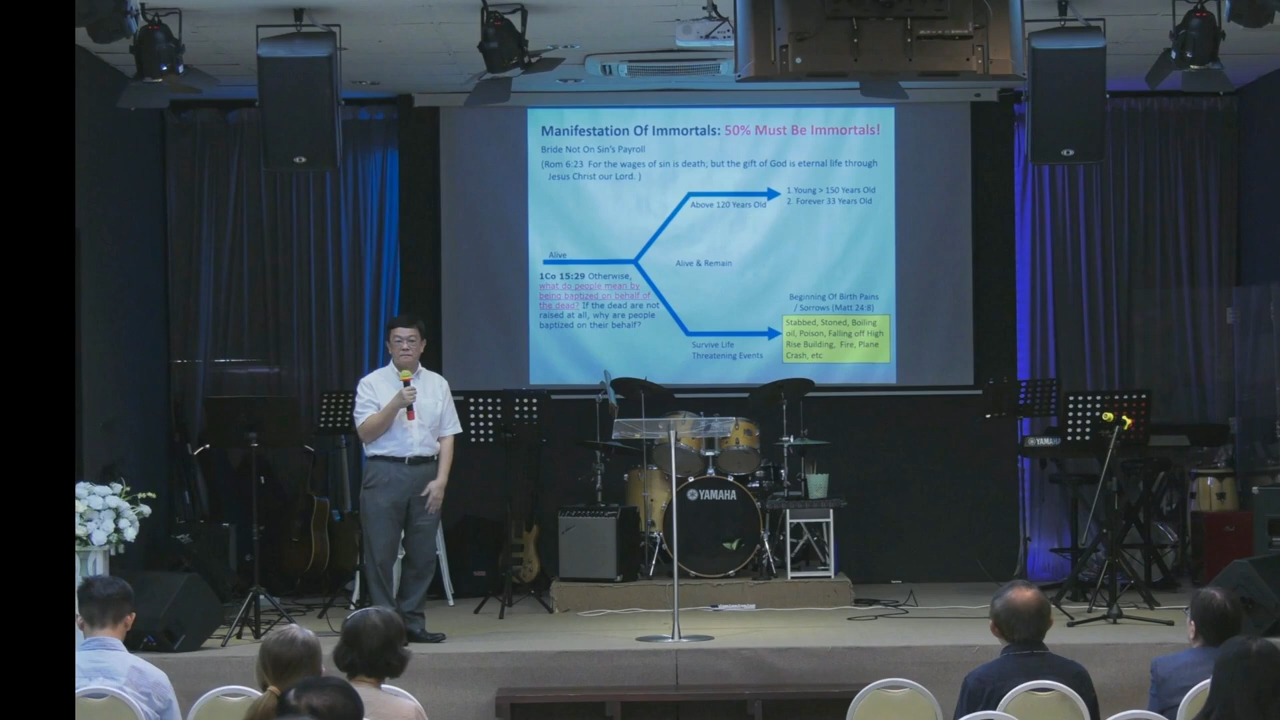 Manifestation Of Immortals: 50% Must Be Immortals!
Bride Not On Sin's Payroll
(Rom 6:23 For the wages of sin is death; but the gift of God is eternal life through
Jesus Christ our Lord. )
1.Young > 150 Years Old
2. Forever 33 Years Old
Above 120 Years Old
Alive
Alive & Remain
1Co 15:29 Otherwise,
what do people mean by
being baptized on behalf of
the dead? If the dead are not
raised at all, why are people
baptized on their behalf?
Beginning Of Birth Pains
/ Sorrows (Matt 24:8)
Stabbed, Stoned, Boiling
oil, Poison, Falling off High
Rise Building, Fire, Plane
Crash, etc
Survive Life
Threatening Events
YAMAHA
YAMAHA